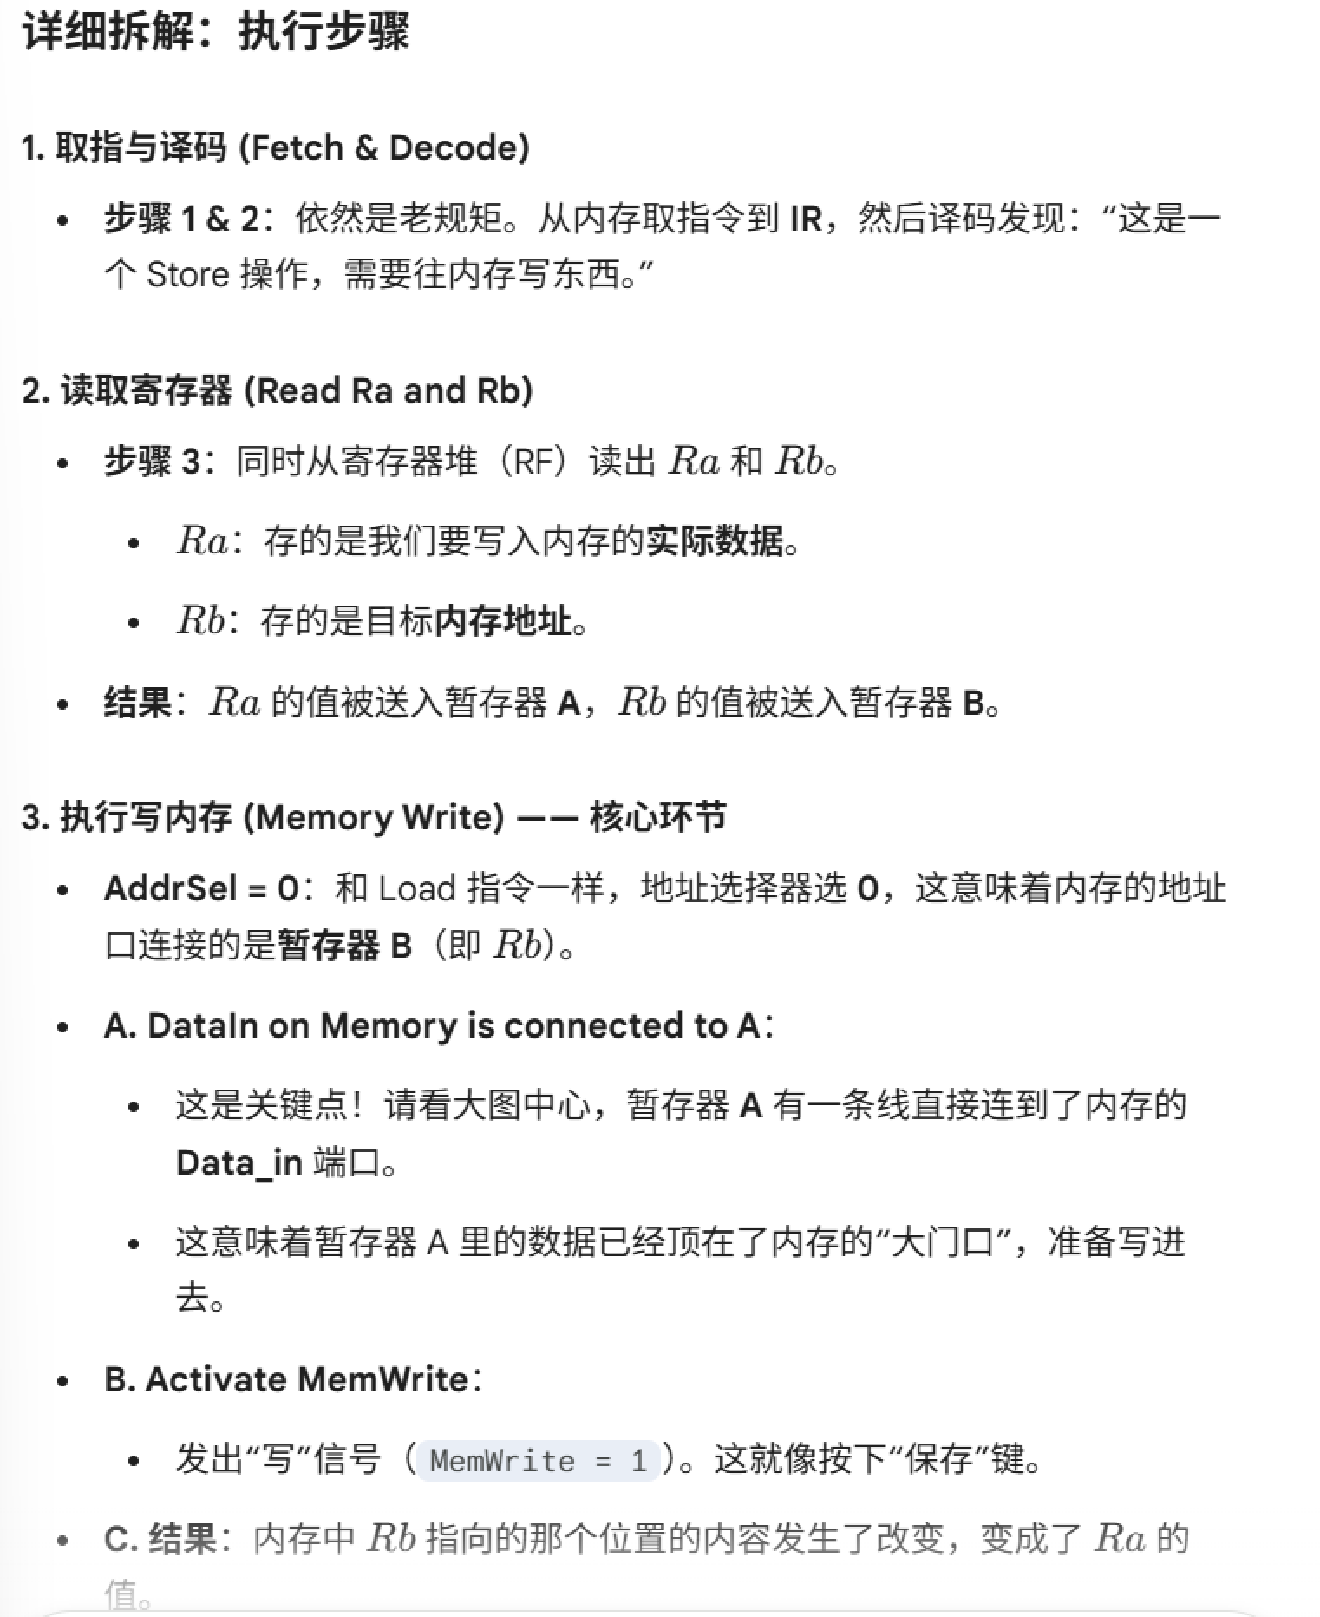 详细拆解：执行步骤
1. 取指与译码 (Fetch & Decode)
• 步骤 1 & 2：依然是老规矩。从内存取指令到 IR，然后译码发现：“这是一
个 Store 操作，需要往内存写东西。”
2. 读取寄存器 (Read Ra and Rb)
• 步骤 3：同时从寄存器堆（RF）读出 Ra 和 Rb。
• Ra：存的是我们要写入内存的实际数据。
• Rb：存的是目标内存地址。
• 结果：Ra 的值被送入暂存器 A，Rb 的值被送入暂存器 B。
3. 执行写内存 (Memory Write) —— 核心环节
• AddrSel = 0：和 Load 指令一样，地址选择器选 0，这意味着内存的地址
口连接的是暂存器 B（即 Rb）。
• A. DataIn on Memory is connected to A：
• 这是关键点！请看大图中心，暂存器 A 有一条线直接连到了内存的
Data_in 端口。
• 这意味着暂存器 A 里的数据已经顶在了内存的“大门口”，准备写进
去。
• B. Activate MemWrite：
• 发出“写”信号（MemWrite = 1）。这就像按下“保存”键。
• C. 结果：内存中 Rb 指向的那个位置的内容发生了改变，变成了 Ra 的
值。